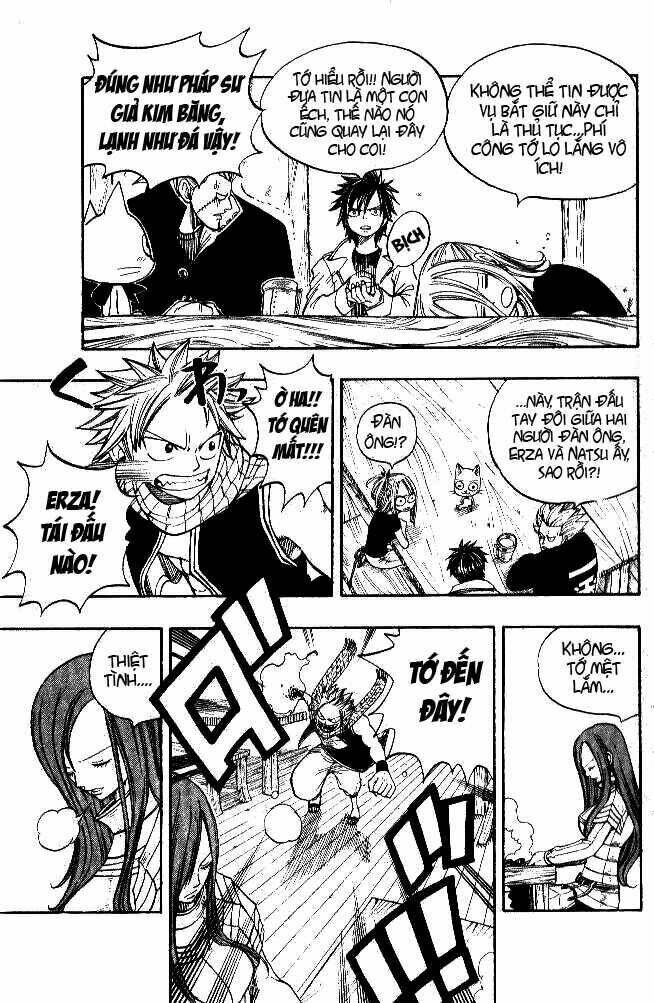 KHÔNG THỂ TIN ĐƯỢC
VỤ BẮT GIỮ NÀY CHỈ
LÀ THỦ TỤC...PHÍ
CÔNG TỚ LO LẮNG VÔ
ÍCH!
TỚ HIỂU RỒI!! NGƯỜI
ĐƯA TIN LÀ MỘT CON
ẾCH, THẾ NÀO NÓ
CŨNG QUAY LẠI ĐÂY
CHO COI!
BỊCH
ĐÚNG NHƯ PHÁP SƯ
GIẢ KIM BĂNG,
LẠNH NHƯ ĐÁ VẬY!
...NÀY, TRẬN ĐẤU
TAY ĐÔI GIỮA HAI
NGƯỜI ĐÀN ÔNG,
ERZA VÀ NATSU ẤY,
SAO RỒI?!
ĐÀN
ÔNG!?
Ồ HA!!
TỚ QUÊN
MẤT!!!
ERZA!
TÁI ĐẤU
NÀO!
KHÔNG...
TỚ MỆT
LẮM...
TỚ ĐẾN
ĐÂY!
THIỆT
TÌNH....